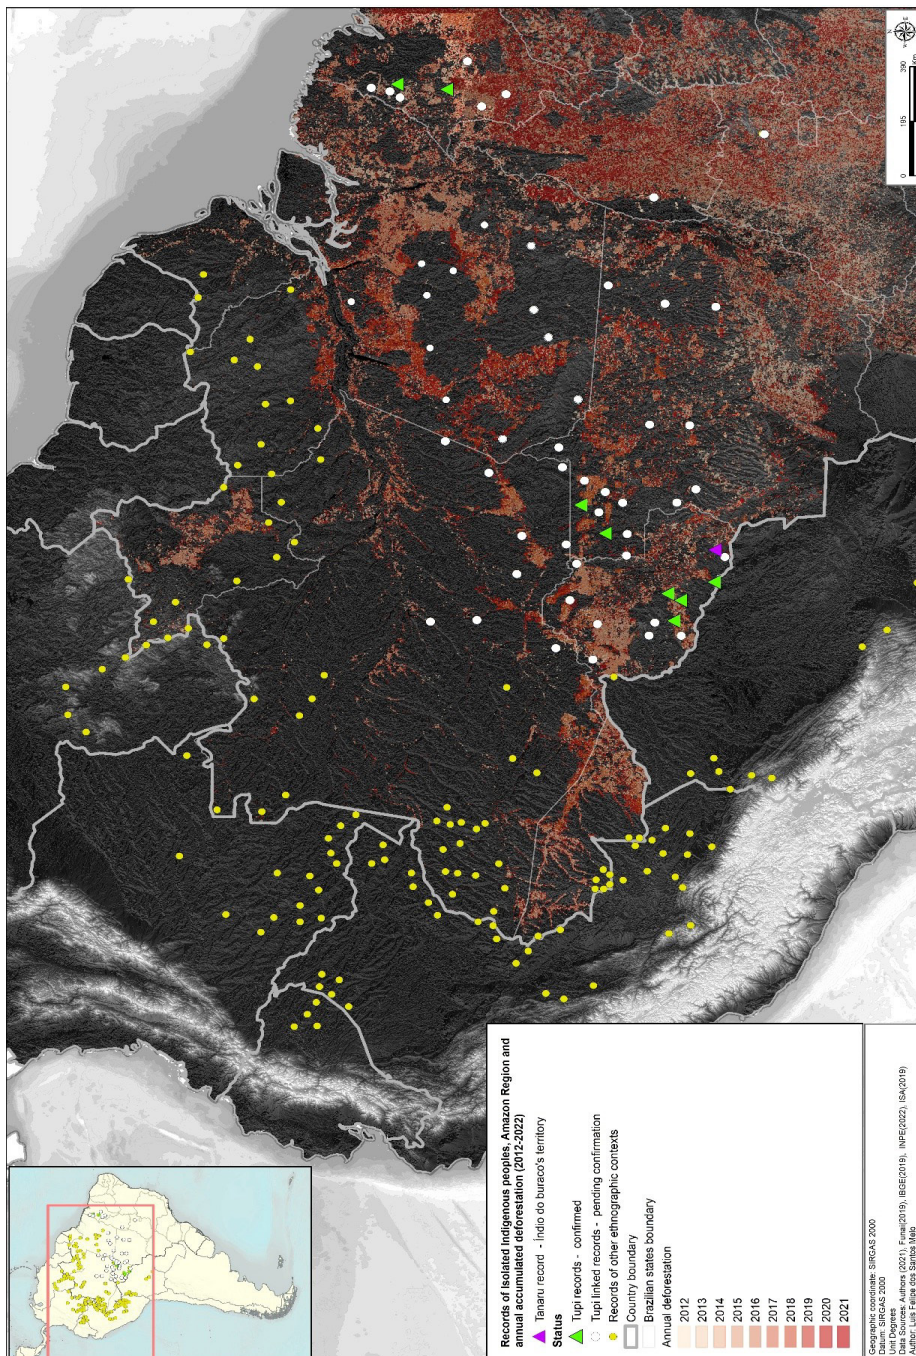 N
W
S
0 195 390
Km
Records of Isolated Indigenous peoples, Amazon Region and
annual accumulated deforestation (2012-2022)
Tanaru record - Índio do buraco's territory
Status
Tupi records - confirmed
Tupi linked records - pending confirmation
Records of other ethnographic contexts
Country boundary
Brazilian states boundary
Annual deforestation
2012
2013
2014
2015
2016
2017
2018
2019
2020
2021
Geographic coordinate: SIRGAS 2000
Datum: SIRGAS 2000
Unit Degrees
Data Sources: Authors (2021), Funai(2019), IBGE(2019), INPE(2022), ISA(2019)
Author: Luis Felipe dos Santos Melo